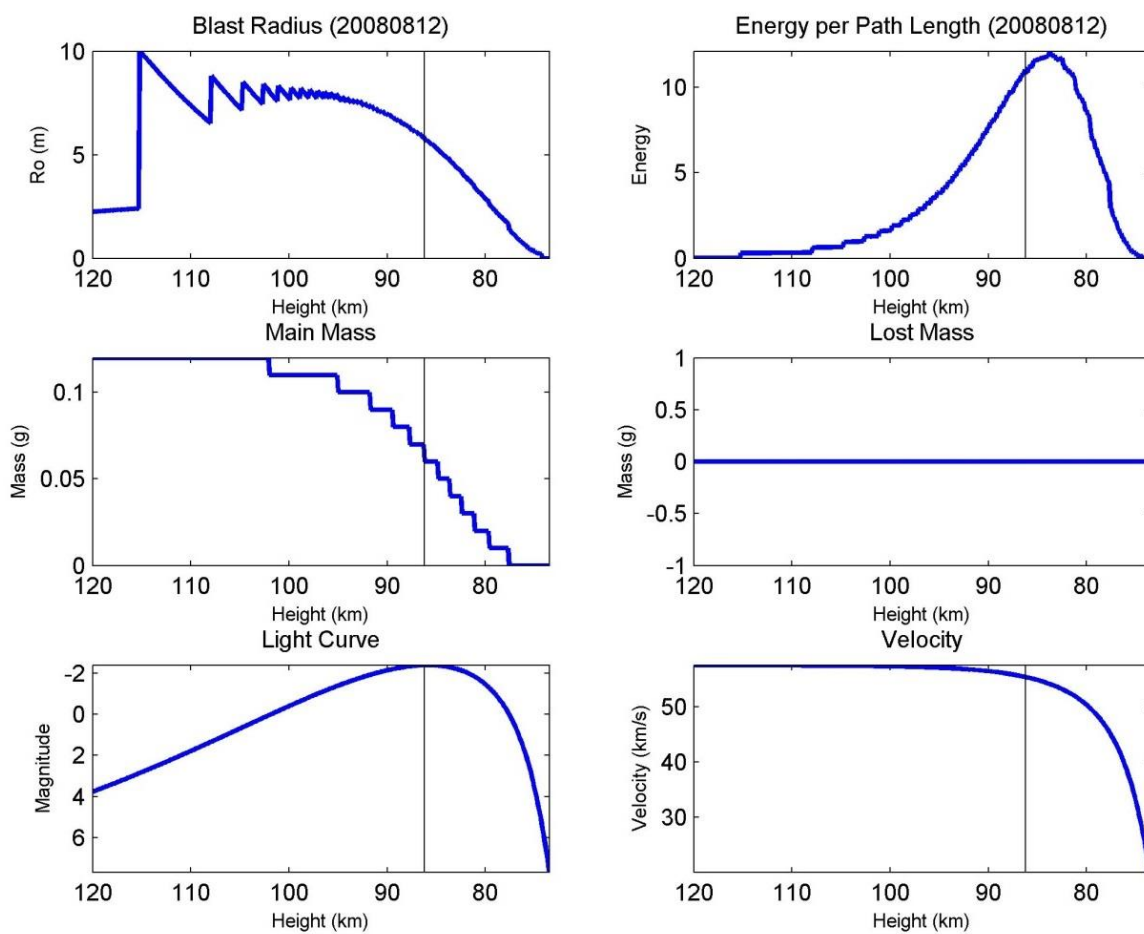 Blast Radius (20080812)
10
5
0
Ro (m)
120 110 100 90 80
Height (km)
Energy per Path Length (20080812)
10
5
0
Energy
120 110 100 90 80
Height (km)
Main Mass
0.1
0.05
0
Mass (g)
120 110 100 90 80
Height (km)
Lost Mass
1
0.5
0
-0.5
-1
Mass (g)
120 110 100 90 80
Height (km)
Light Curve
-2
0
2
4
6
Magnitude
120 110 100 90 80
Height (km)
Velocity
50
40
30
Velocity (km/s)
120 110 100 90 80
Height (km)